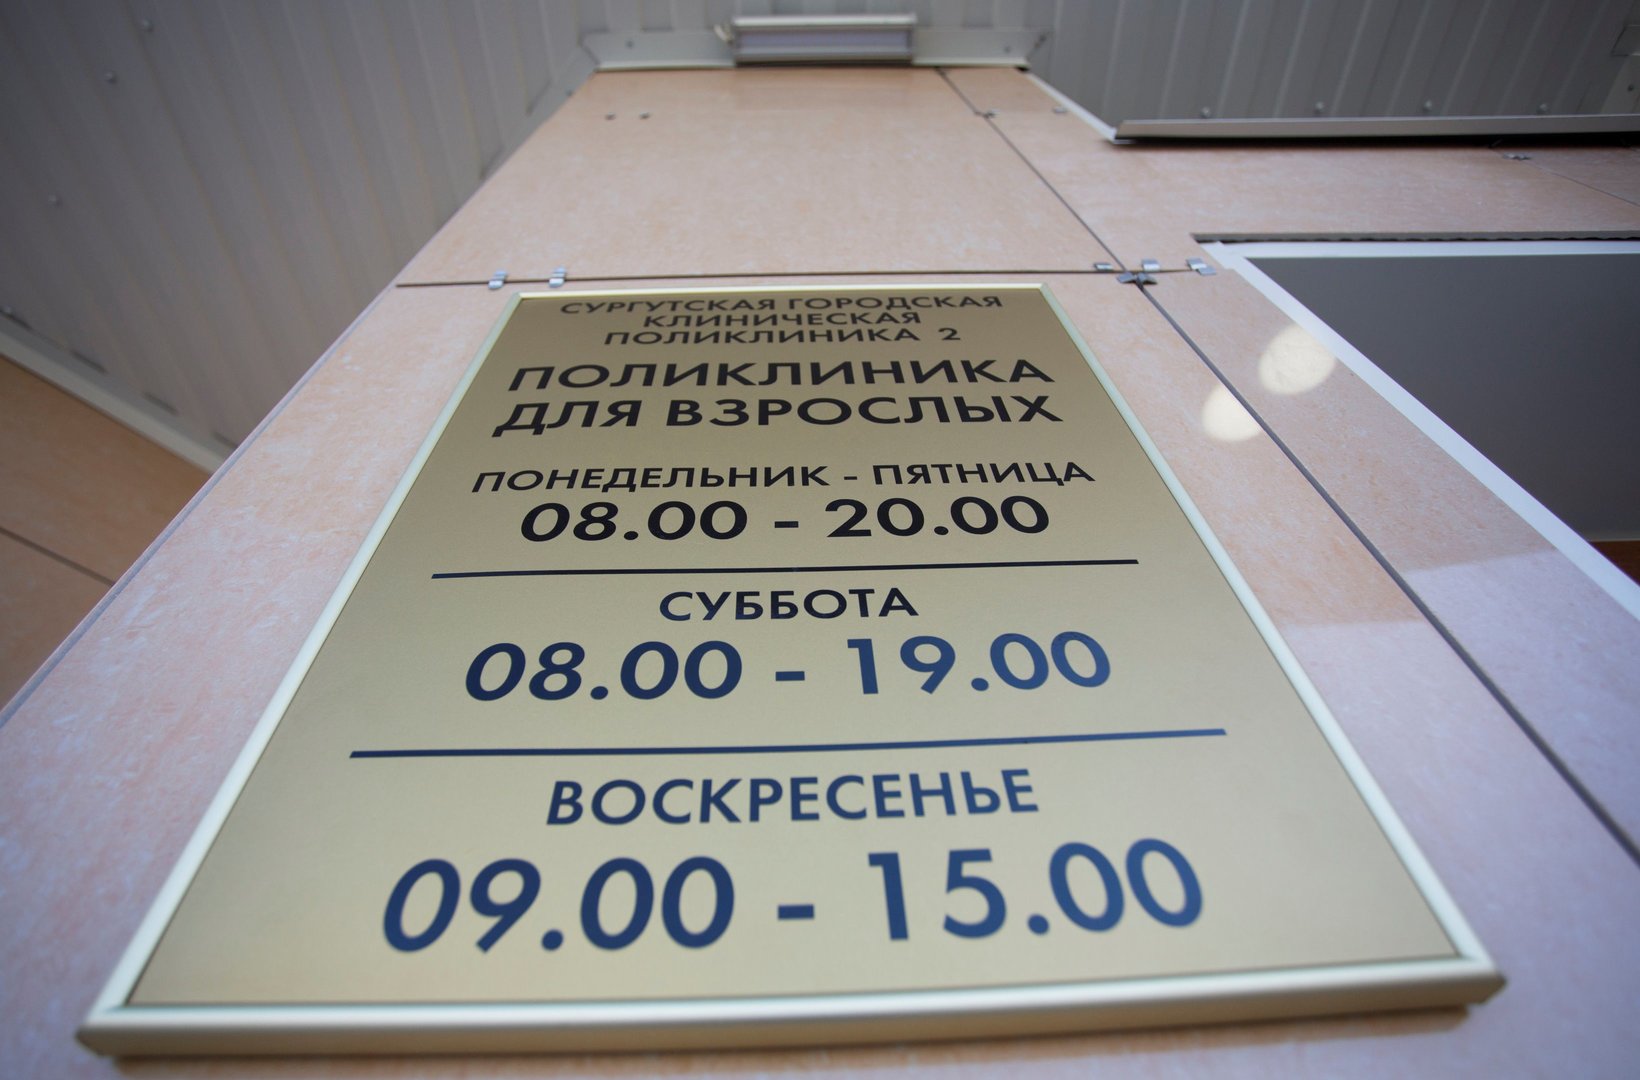 СУРГУТСКАЯ ГОРОДСКАЯ
КЛИНИЧЕСКАЯ
ПОЛИКЛИНИКА 2
ПОЛИКЛИНИКА
ДЛЯ ВЗРОСЛЫХ
ПОНЕДЕЛЬНИК - ПЯТНИЦА
08.00 - 20.00
СУББОТА
08.00 - 19.00
ВОСКРЕСЕНЬЕ
09.00 - 15.00